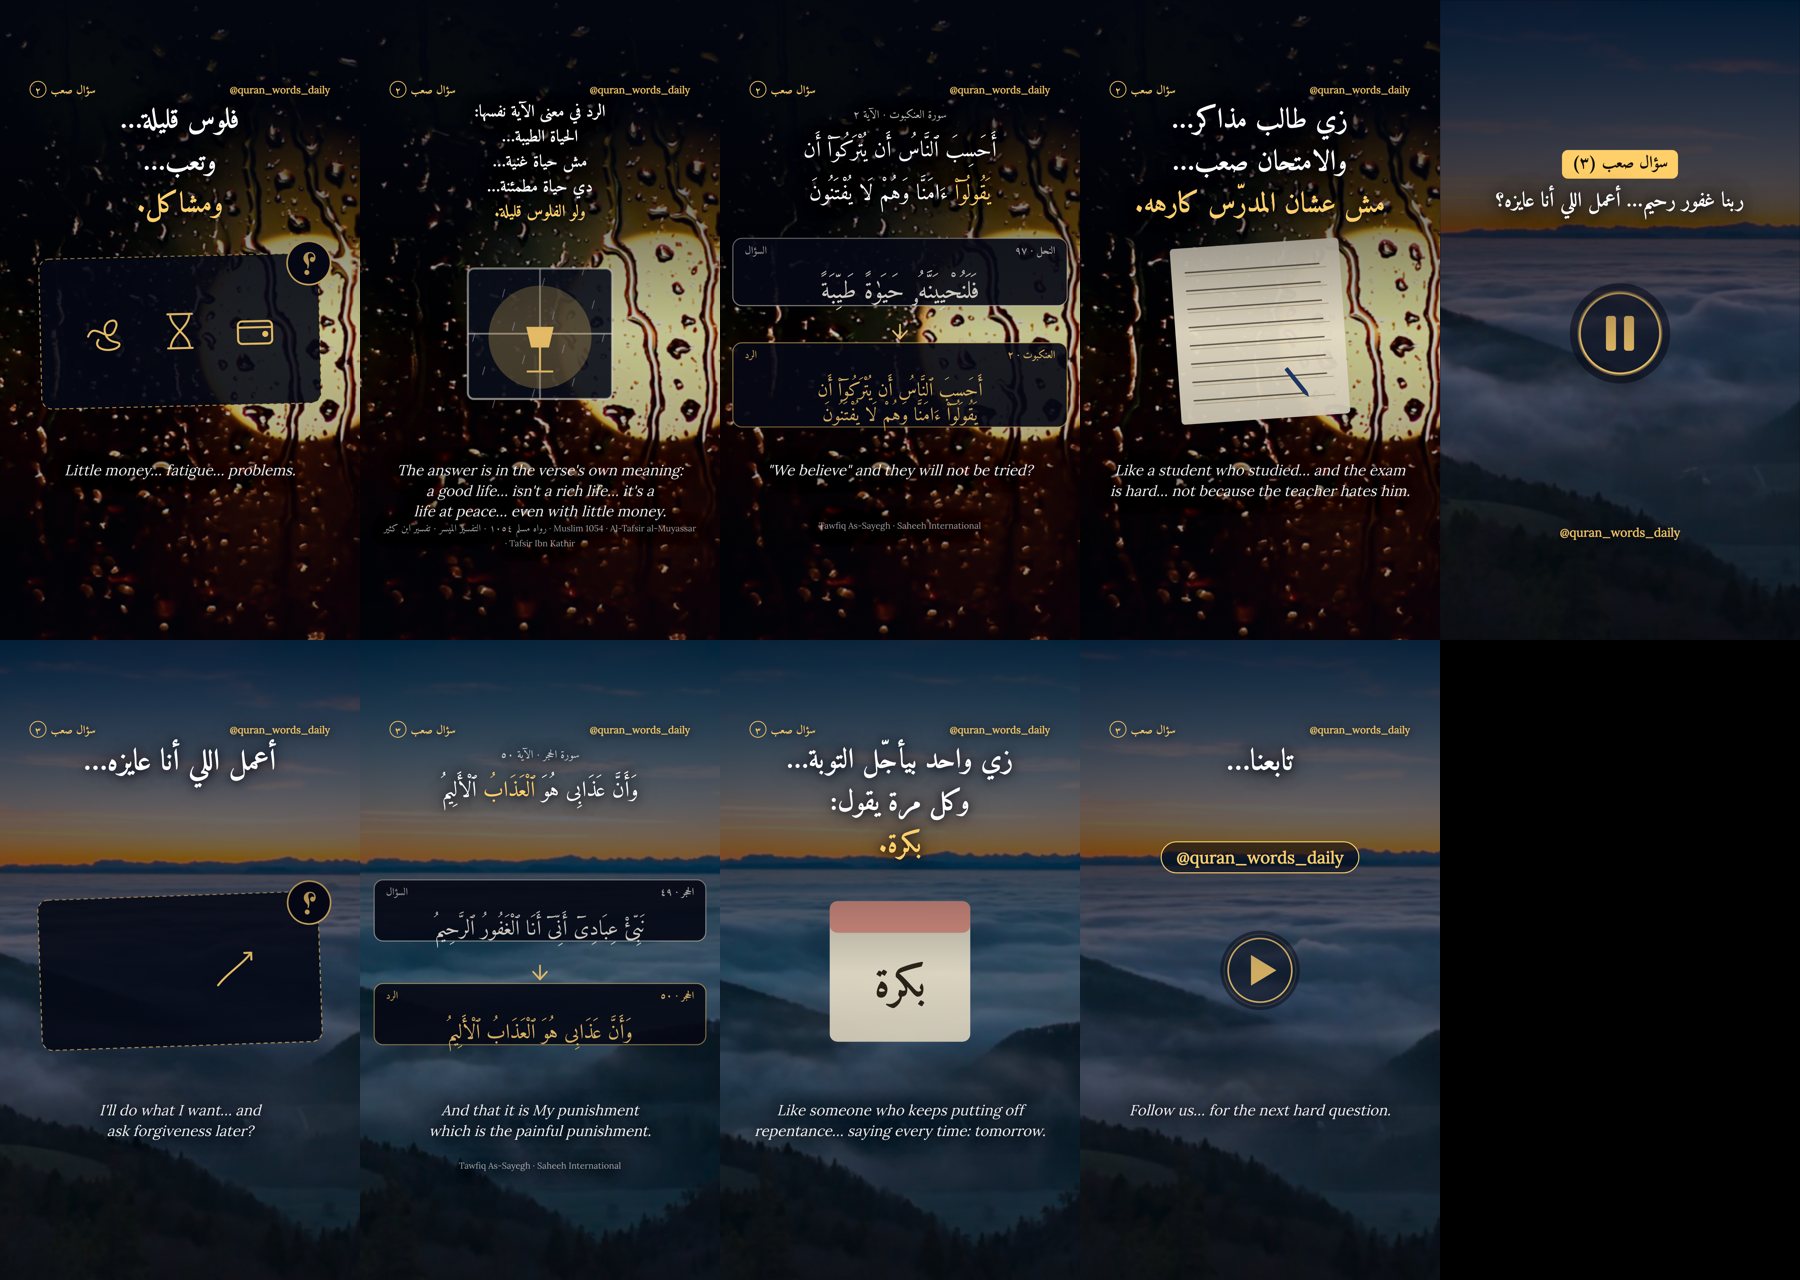 سؤال صعب ٢
@quran_words_daily
فلوس قليلة...
وتعب...
ومشاكل.
؟
Little money... fatigue... problems.
سؤال صعب ٢
@quran_words_daily
الرد في معنى الآية نفسها:
الحياة الطيبة...
مش حياة غنية...
دي حياة مطمئنة...
ولو الفلوس قليلة.
The answer is in the verse's own meaning:
a good life... isn't a rich life... it's a
life at peace... even with little money.
رواه مسلم ١٠٥٤ · التفسير الميسر · تفسير ابن كثير · Muslim 1054 · Al-Tafsir al-Muyassar
· Tafsir Ibn Kathir
سؤال صعب ٢
@quran_words_daily
سورة العنكبوت · الآية ٢
أَحَسِبَ ٱلنَّاسُ أَن يُتْرَكُوٓا۟ أَن
يَقُولُوٓا۟ ءَامَنَّا وَهُمْ لَا يُفْتَنُونَ
النحل · ٩٧
السؤال
فَلَنُحْيِيَنَّهُۥ حَيَوٰةً طَيِّبَةً
العنكبوت · ٢
الرد
أَحَسِبَ ٱلنَّاسُ أَن يُتْرَكُوٓا۟ أَن
يَقُولُوٓا۟ ءَامَنَّا وَهُمْ لَا يُفْتَنُونَ
"We believe" and they will not be tried?
Tawfiq As-Sayegh · Saheeh International
سؤال صعب ٢
@quran_words_daily
زي طالب مذاكر...
والامتحان صعب...
مش عشان المدرّس كارهه.
Like a student who studied... and the exam
is hard... not because the teacher hates him.
سؤال صعب (٣)
ربنا غفور رحيم... أعمل اللي أنا عايزه؟
@quran_words_daily
سؤال صعب ٣
@quran_words_daily
أعمل اللي أنا عايزه...
؟
I'll do what I want... and
ask forgiveness later?
سؤال صعب ٣
@quran_words_daily
سورة الحجر · الآية ٥٠
وَأَنَّ عَذَابِى هُوَ ٱلْعَذَابُ ٱلْأَلِيمُ
الحجر · ٤٩
السؤال
نَبِّئْ عِبَادِىٓ أَنِّىٓ أَنَا ٱلْغَفُورُ ٱلرَّحِيمُ
الحجر · ٥٠
الرد
وَأَنَّ عَذَابِى هُوَ ٱلْعَذَابُ ٱلْأَلِيمُ
And that it is My punishment
which is the painful punishment.
Tawfiq As-Sayegh · Saheeh International
سؤال صعب ٣
@quran_words_daily
زي واحد بيأجّل التوبة...
وكل مرة يقول:
بكرة.
بكرة
Like someone who keeps putting off
repentance... saying every time: tomorrow.
سؤال صعب ٣
@quran_words_daily
تابعنا...
@quran_words_daily
Follow us... for the next hard question.